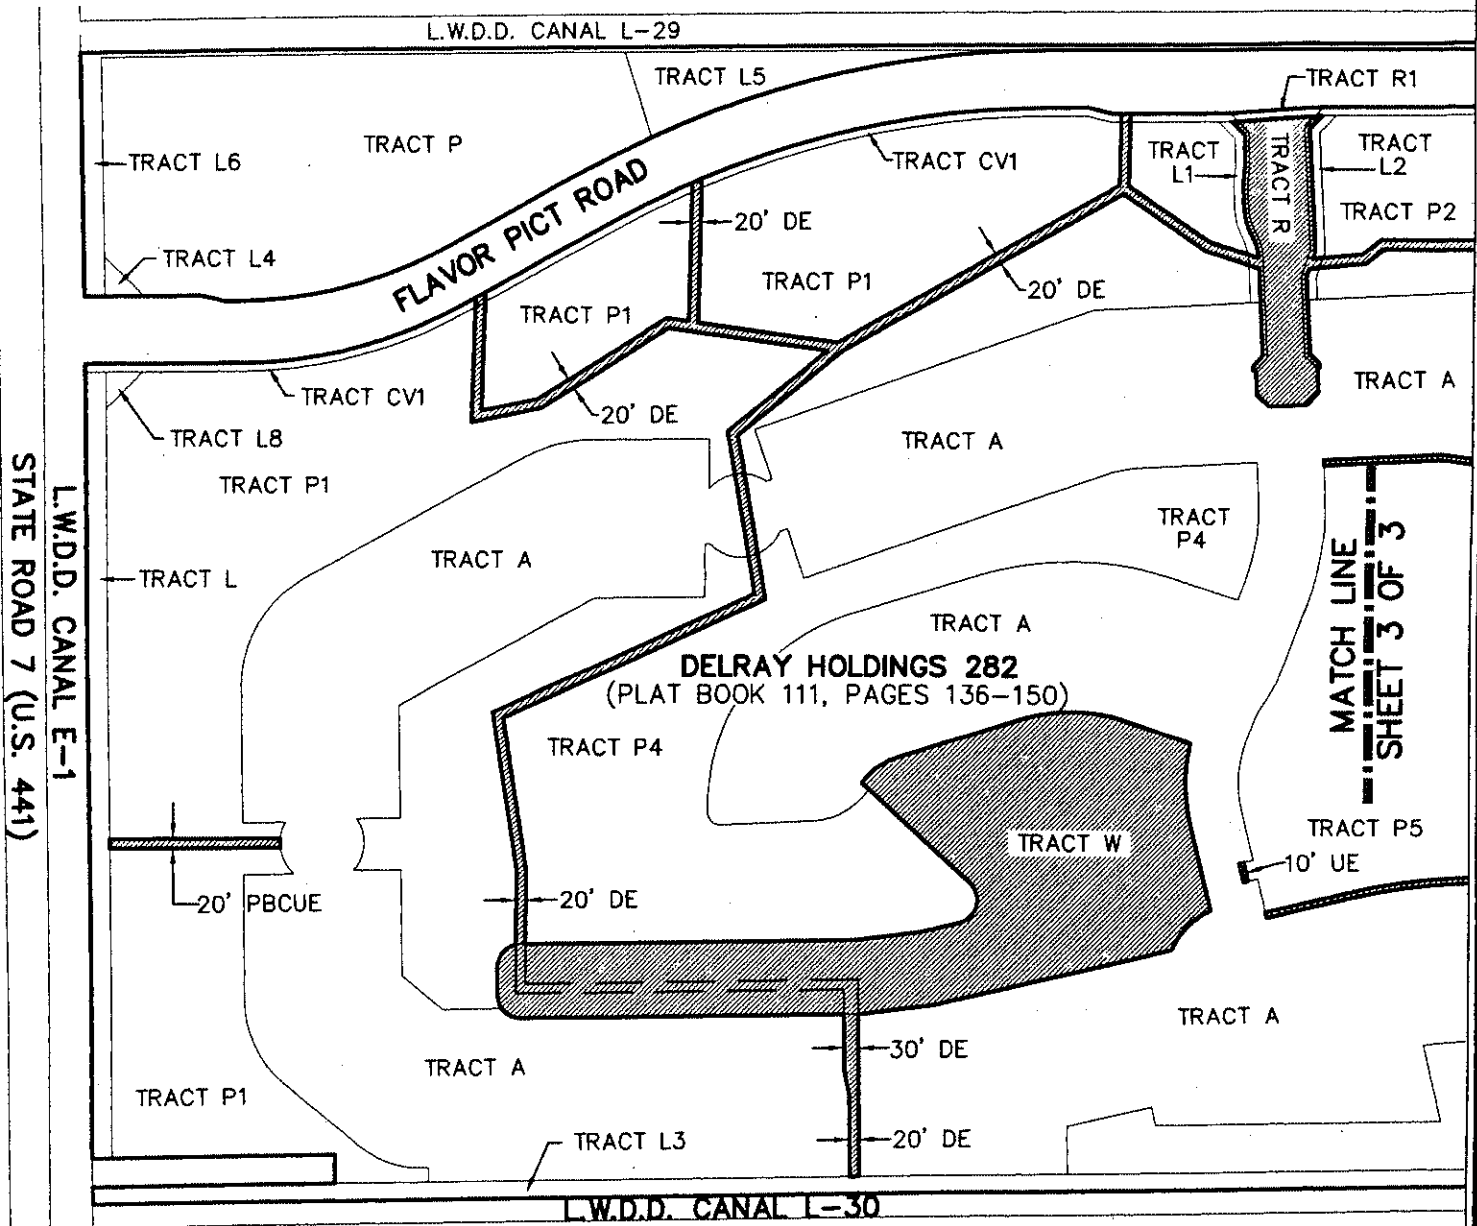 L.W.D.D. CANAL L-29
TRACT L5
TRACT R1
TRACT P
TRACT L6
TRACT CV1
TRACT
L1
TRACT R
TRACT
L2
FLAVOR PICT ROAD
TRACT P2
20' DE
TRACT L4
TRACT P1
20' DE
TRACT P1
TRACT CV1
20' DE
TRACT A
TRACT L8
TRACT A
TRACT P1
TRACT
P4
TRACT A
TRACT L
TRACT A
L.W.D.D. CANAL E-1
STATE ROAD 7 (U.S. 441)
MATCH LINE
SHEET 3 OF 3
DELRAY HOLDINGS 282
(PLAT BOOK 111, PAGES 136-150)
TRACT P4
TRACT W
TRACT P5
10' UE
20' PBCUE
20' DE
TRACT A
30' DE
TRACT A
TRACT P1
TRACT L3
20' DE
L.W.D.D. CANAL L-30